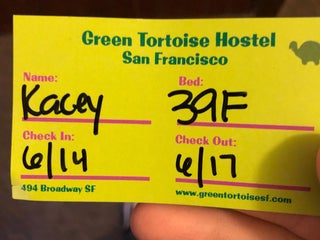 Green Tortoise Hostel
San Francisco
Name: Bed:
Kacey 39F
Check In: Check Out:
6/14 6/17
494 Broadway SF www.greentortoisesf.com